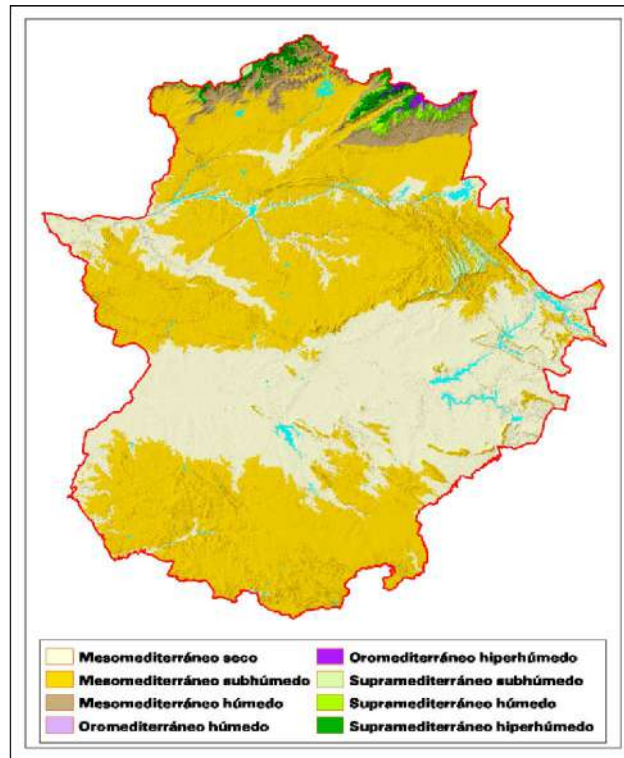 Mesomediterráneo seco
Mesomediterráneo subhúmedo
Mesomediterráneo húmedo
Oromediterráneo húmedo
Oromediterráneo hiperhúmedo
Supramediterráneo subhúmedo
Supramediterráneo húmedo
Supramediterráneo hiperhúmedo